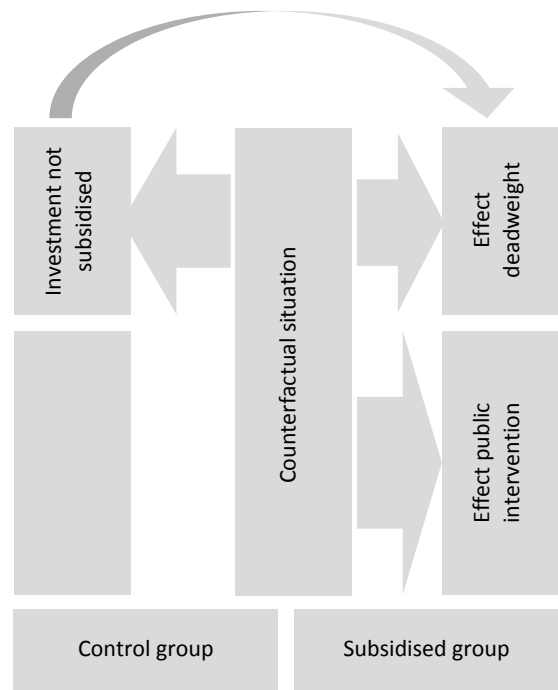 Investment not
subsidised
Counterfactual situation
Effect
deadweight
Effect public
intervention
Control group
Subsidised group